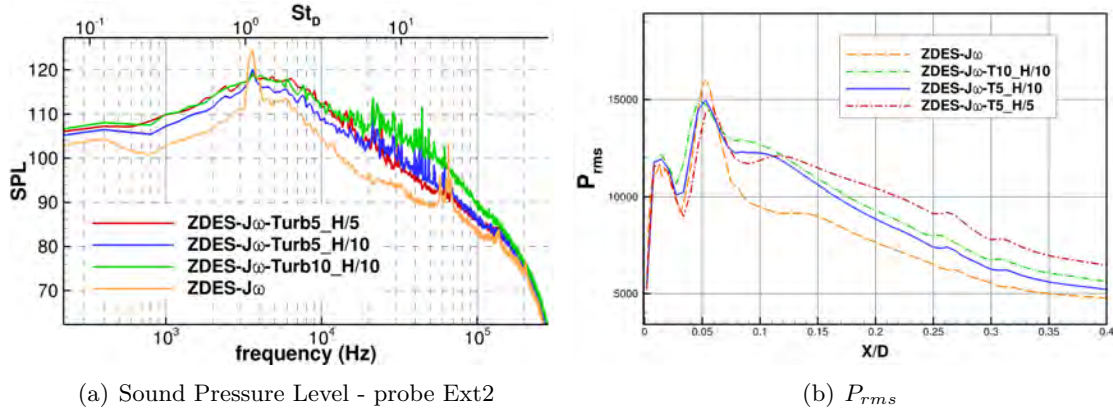 St_D
10^-1 10^0 10^1
SPL
120
110
100
90
80
70
ZDES-Jω-Turb5_H/5
ZDES-Jω-Turb5_H/10
ZDES-Jω-Turb10_H/10
ZDES-Jω
10^3 10^4 10^5
frequency (Hz)
(a) Sound Pressure Level - probe Ext2
P_rms
15000
10000
5000
ZDES-Jω
ZDES-Jω-T10_H/10
ZDES-Jω-T5_H/10
ZDES-Jω-T5_H/5
0 0.05 0.1 0.15 0.2 0.25 0.3 0.35 0.4
X/D
(b) P_rms